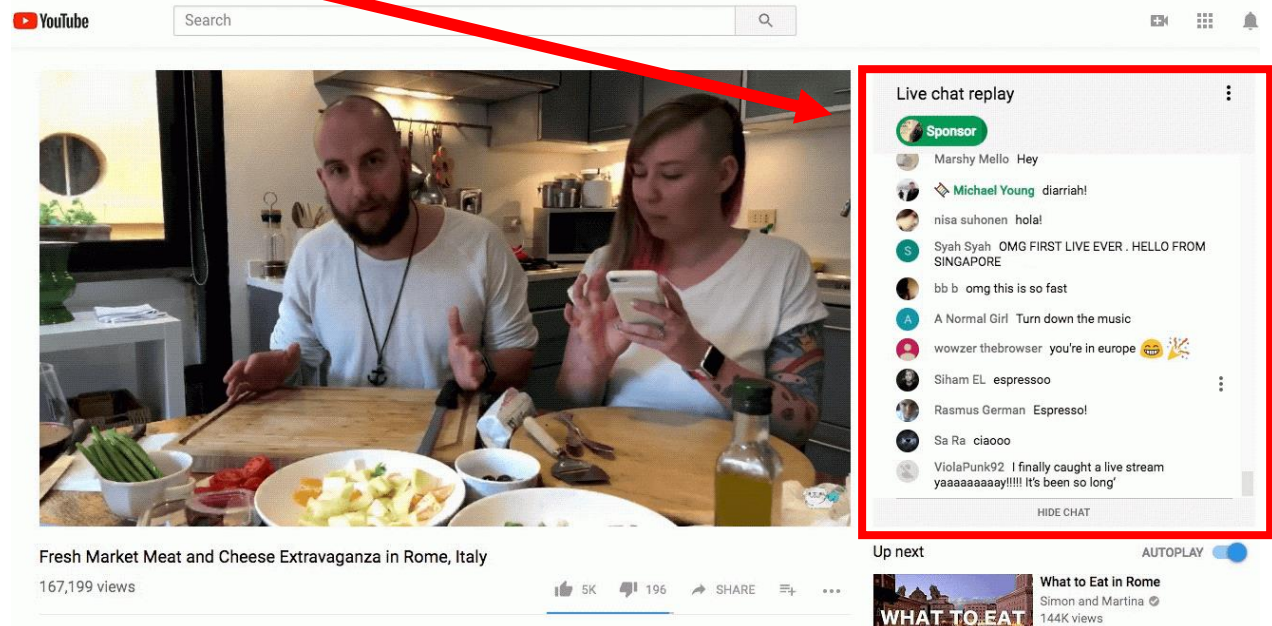 YouTube
Search
Live chat replay
Sponsor
Marshy Mello Hey
Michael Young diarriah!
nisa suhonen hola!
S
Syah Syah OMG FIRST LIVE EVER . HELLO FROM
SINGAPORE
bb b omg this is so fast
A
A Normal Girl Turn down the music
wowzer thebrowser you're in europe 😁 🎉
Siham EL espressoo
Rasmus German Espresso!
Sa Ra ciaooo
ViolaPunk92 I finally caught a live stream
yaaaaaaaaay!!!!! It's been so long'
HIDE CHAT
Fresh Market Meat and Cheese Extravaganza in Rome, Italy
167,199 views
5K
196
SHARE
Up next
AUTOPLAY
WHAT TO EAT
What to Eat in Rome
Simon and Martina
144K views